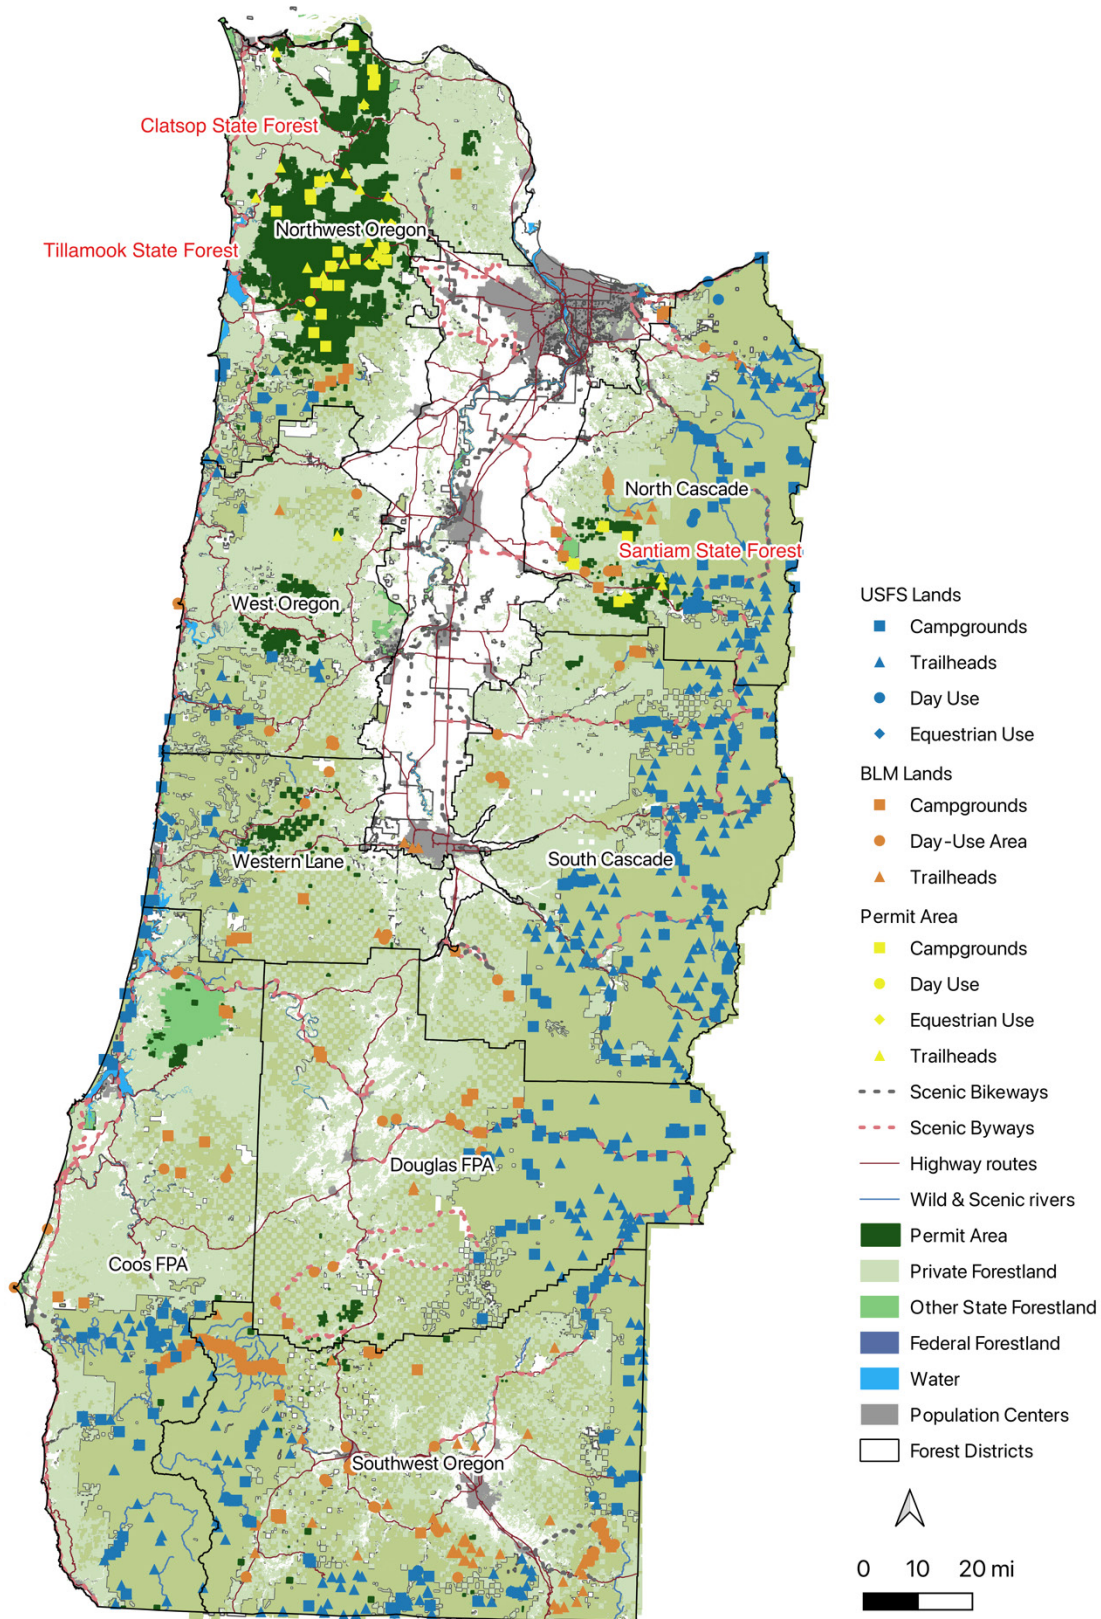 Clatsop State Forest
Northwest Oregon
Tillamook State Forest
North Cascade
Santiam State Forest
West Oregon
Western Lane
South Cascade
Douglas FPA
Coos FPA
Southwest Oregon
USFS Lands
Campgrounds
Trailheads
Day Use
Equestrian Use
BLM Lands
Campgrounds
Day-Use Area
Trailheads
Permit Area
Campgrounds
Day Use
Equestrian Use
Trailheads
Scenic Bikeways
Scenic Byways
Highway routes
Wild & Scenic rivers
Permit Area
Private Forestland
Other State Forestland
Federal Forestland
Water
Population Centers
Forest Districts
0 10 20 mi